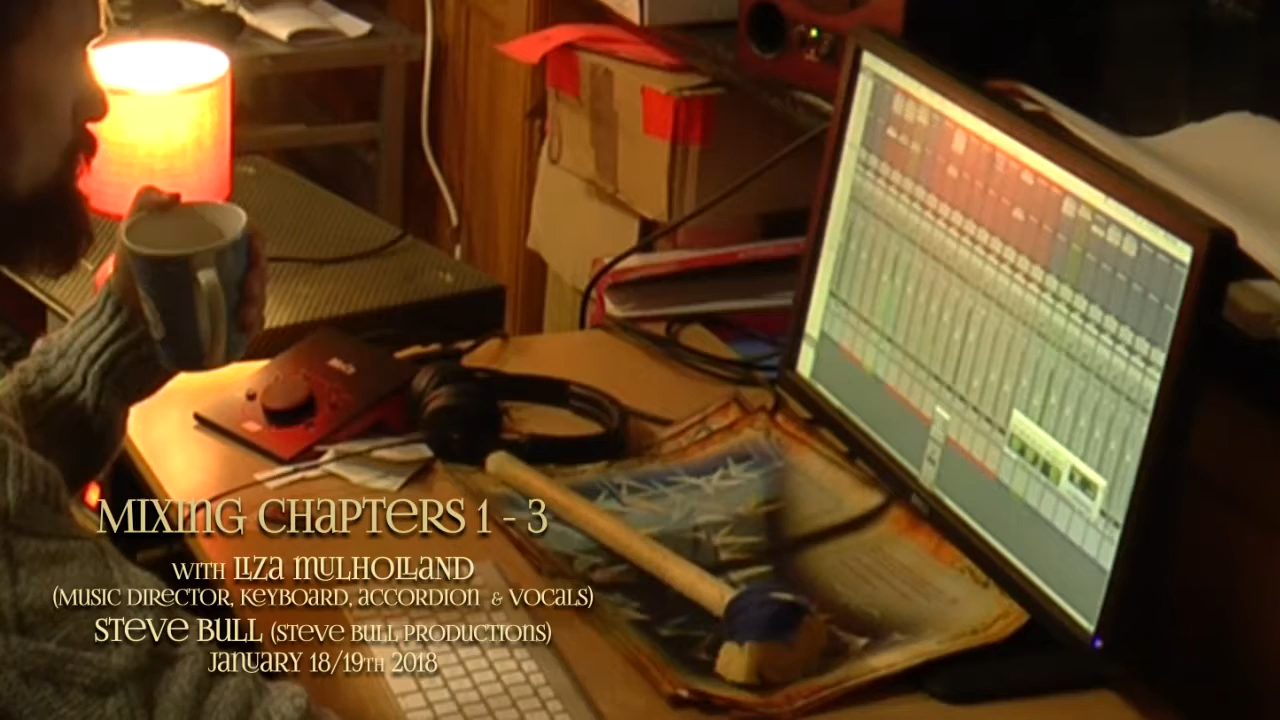 Mixing Chapters 1 - 3
with Liza Mulholland
(Music Director, Keyboard, Accordion & Vocals)
Steve Bull (Steve Bull Productions)
January 18/19th 2018